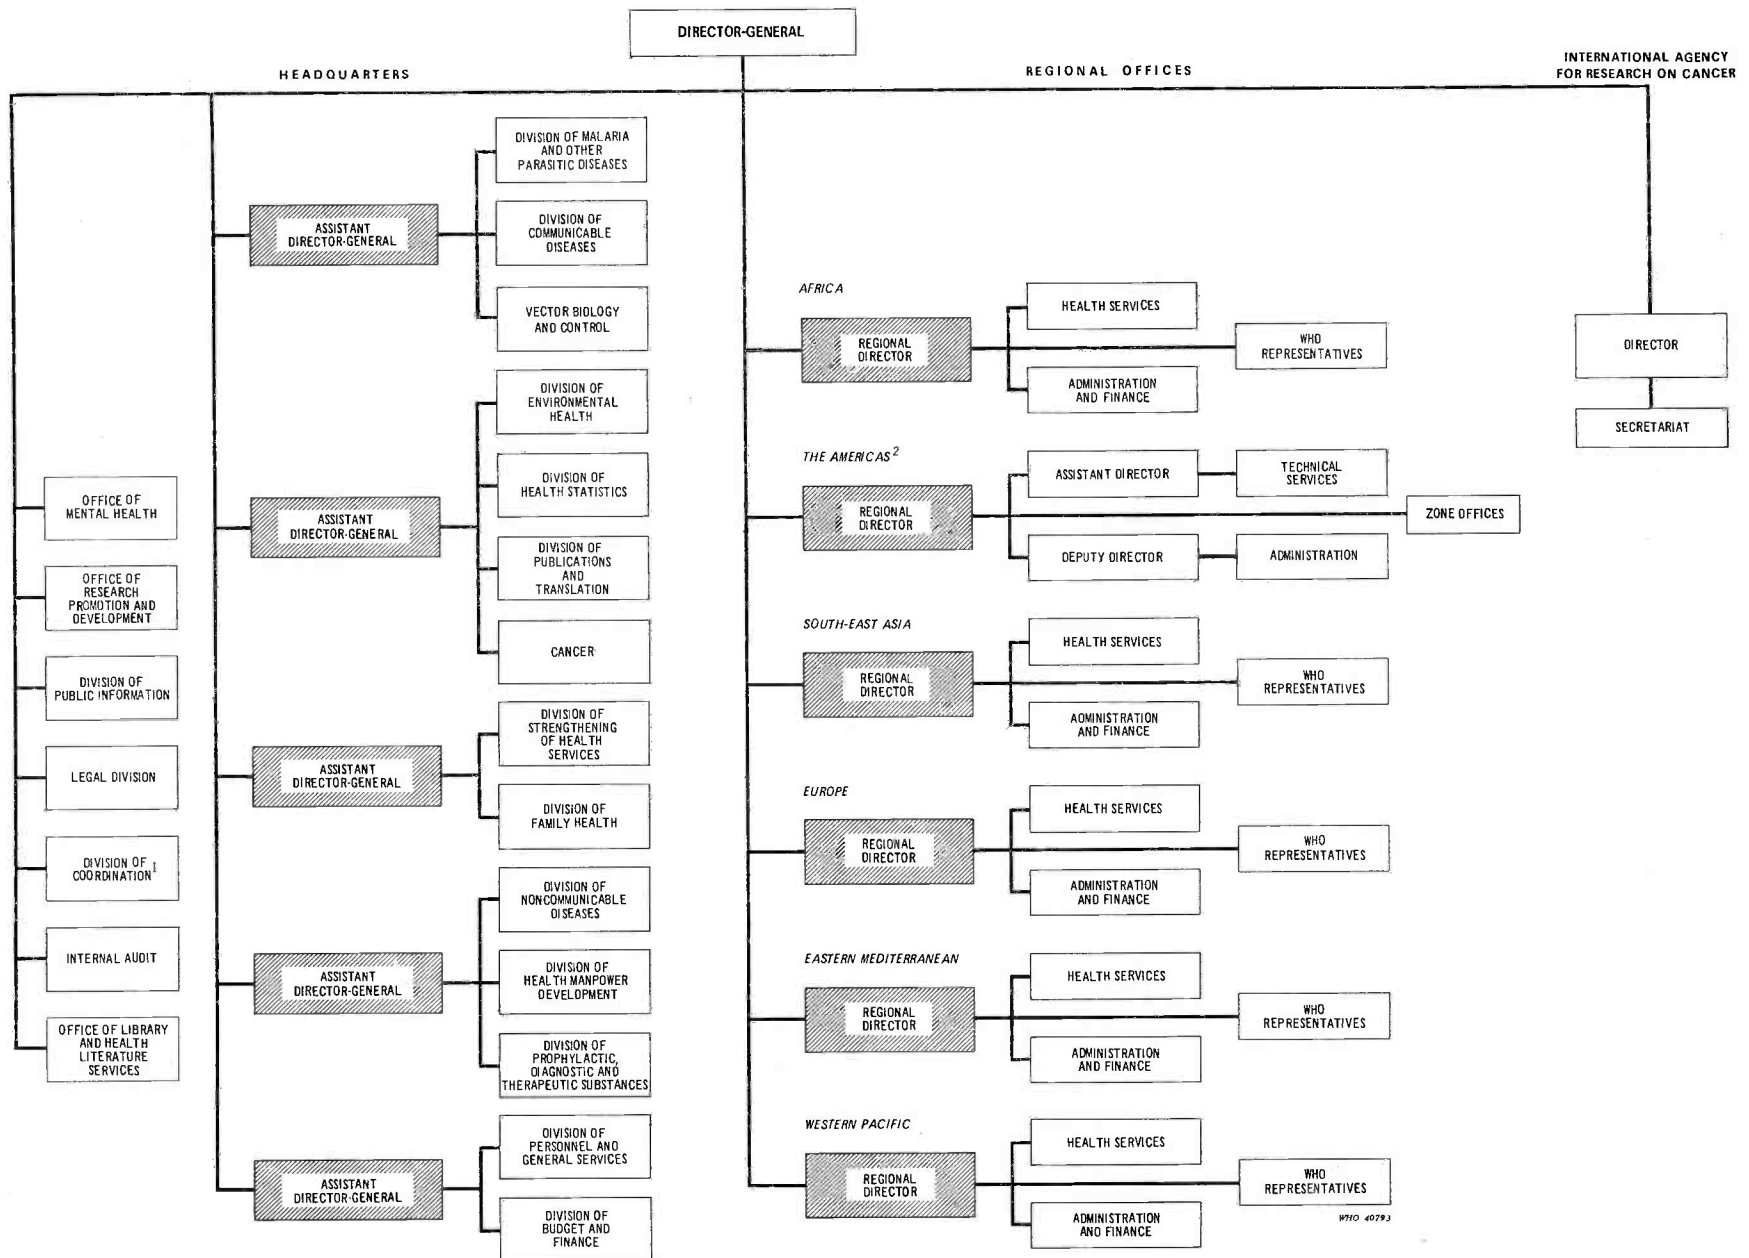 DIRECTOR-GENERAL
HEADQUARTERS
REGIONAL OFFICES
INTERNATIONAL AGENCY
FOR RESEARCH ON CANCER
OFFICE OF
MENTAL HEALTH
OFFICE OF
RESEARCH
PROMOTION AND
DEVELOPMENT
DIVISION OF
PUBLIC INFORMATION
LEGAL DIVISION
DIVISION OF
COORDINATION1
INTERNAL AUDIT
OFFICE OF LIBRARY
AND HEALTH
LITERATURE
SERVICES
ASSISTANT
DIRECTOR-GENERAL
DIVISION OF MALARIA
AND OTHER
PARASITIC DISEASES
DIVISION OF
COMMUNICABLE
DISEASES
VECTOR BIOLOGY
AND CONTROL
ASSISTANT
DIRECTOR-GENERAL
DIVISION OF
ENVIRONMENTAL
HEALTH
DIVISION OF
HEALTH STATISTICS
DIVISION OF
PUBLICATIONS
AND
TRANSLATION
CANCER
ASSISTANT
DIRECTOR-GENERAL
DIVISION OF
STRENGTHENING
OF HEALTH
SERVICES
DIVISION OF
FAMILY HEALTH
ASSISTANT
DIRECTOR-GENERAL
DIVISION OF
NONCOMMUNICABLE
DISEASES
DIVISION OF
HEALTH MANPOWER
DEVELOPMENT
DIVISION OF
PROPHYLACTIC,
DIAGNOSTIC AND
THERAPEUTIC SUBSTANCES
ASSISTANT
DIRECTOR-GENERAL
DIVISION OF
PERSONNEL AND
GENERAL SERVICES
DIVISION OF
BUDGET AND
FINANCE
AFRICA
REGIONAL
DIRECTOR
HEALTH SERVICES
WHO
REPRESENTATIVES
ADMINISTRATION
AND FINANCE
THE AMERICAS2
REGIONAL
DIRECTOR
ASSISTANT DIRECTOR
TECHNICAL
SERVICES
ZONE OFFICES
DEPUTY DIRECTOR
ADMINISTRATION
SOUTH-EAST ASIA
REGIONAL
DIRECTOR
HEALTH SERVICES
WHO
REPRESENTATIVES
ADMINISTRATION
AND FINANCE
EUROPE
REGIONAL
DIRECTOR
HEALTH SERVICES
WHO
REPRESENTATIVES
ADMINISTRATION
AND FINANCE
EASTERN MEDITERRANEAN
REGIONAL
DIRECTOR
HEALTH SERVICES
WHO
REPRESENTATIVES
ADMINISTRATION
AND FINANCE
WESTERN PACIFIC
REGIONAL
DIRECTOR
HEALTH SERVICES
WHO
REPRESENTATIVES
ADMINISTRATION
AND FINANCE
WHO 40793
DIRECTOR
SECRETARIAT